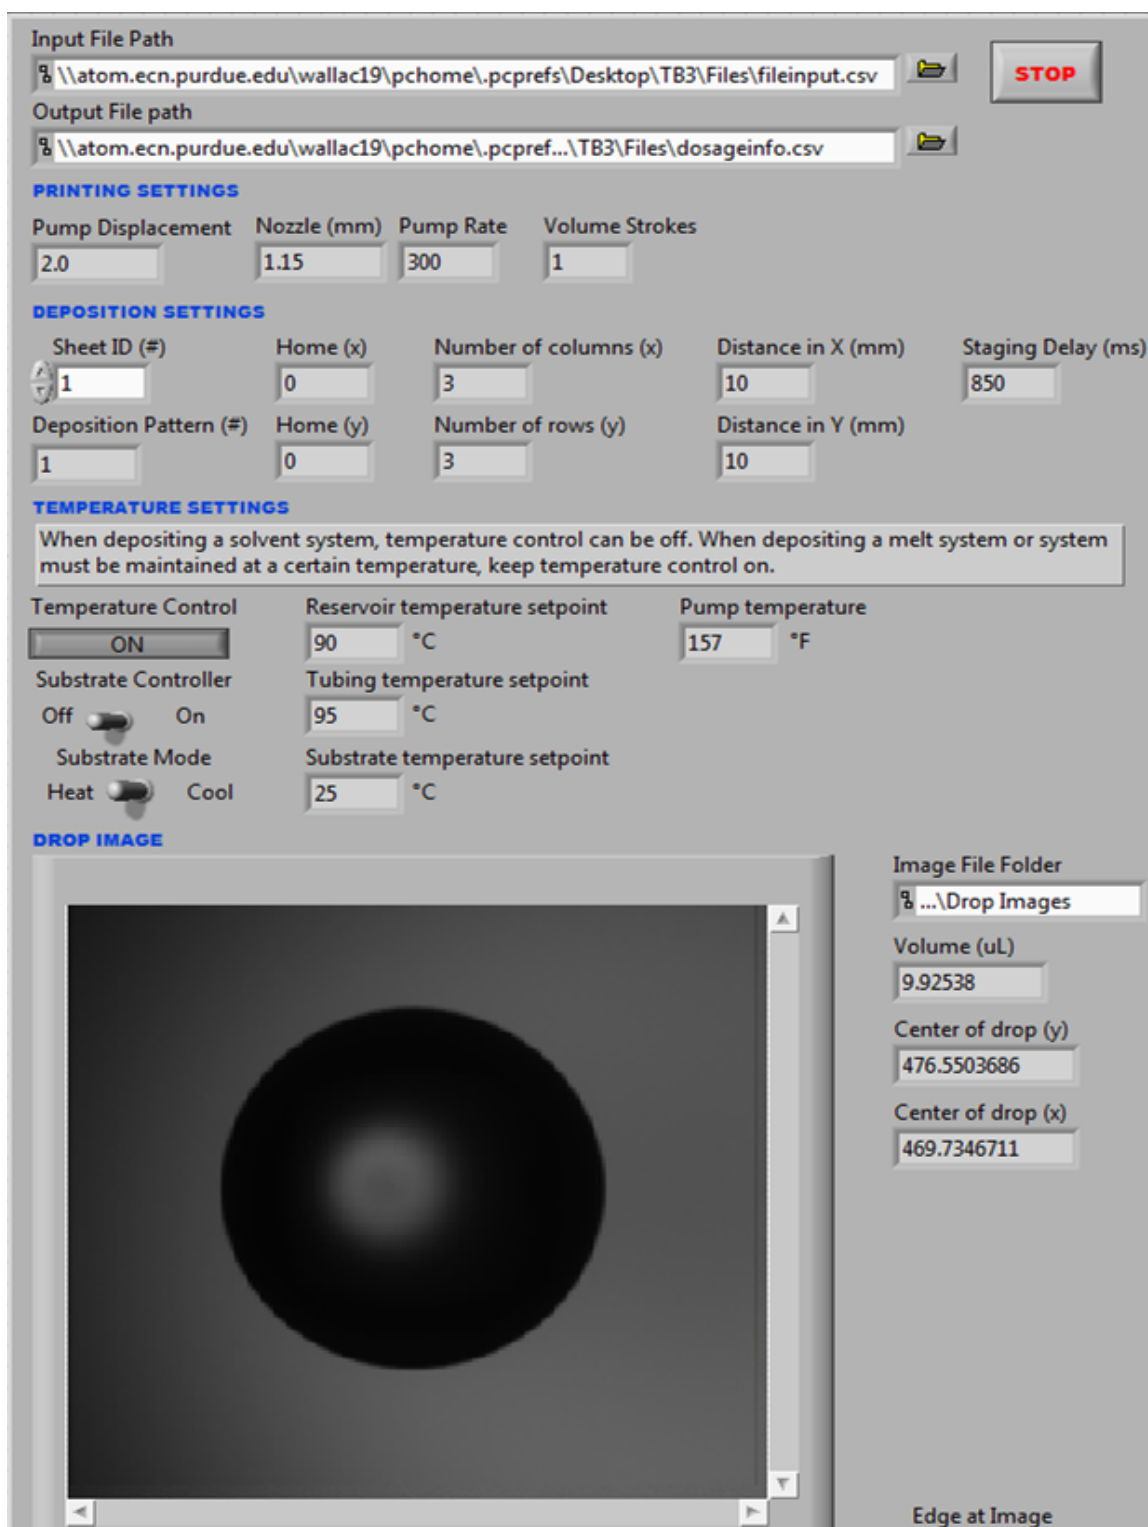 Input File Path
\\atom.ecn.purdue.edu\wallac19\pchome\.pcprefs\Desktop\TB3\Files\fileinput.csv
STOP
Output File path
\\atom.ecn.purdue.edu\wallac19\pchome\.pcpref...\TB3\Files\dosageinfo.csv
PRINTING SETTINGS
Pump Displacement Nozzle (mm) Pump Rate Volume Strokes
2.0 1.15 300 1
DEPOSITION SETTINGS
Sheet ID (#) Home (x) Number of columns (x) Distance in X (mm) Staging Delay (ms)
1 0 3 10 850
Deposition Pattern (#) Home (y) Number of rows (y) Distance in Y (mm)
1 0 3 10
TEMPERATURE SETTINGS
When depositing a solvent system, temperature control can be off. When depositing a melt system or system
must be maintained at a certain temperature, keep temperature control on.
Temperature Control Reservoir temperature setpoint Pump temperature
ON 90 °C 157 °F
Substrate Controller Tubing temperature setpoint
Off On 95 °C
Substrate Mode Substrate temperature setpoint
Heat Cool 25 °C
DROP IMAGE
Image File Folder
...\Drop Images
Volume (uL)
9.92538
Center of drop (y)
476.5503686
Center of drop (x)
469.7346711
Edge at Image